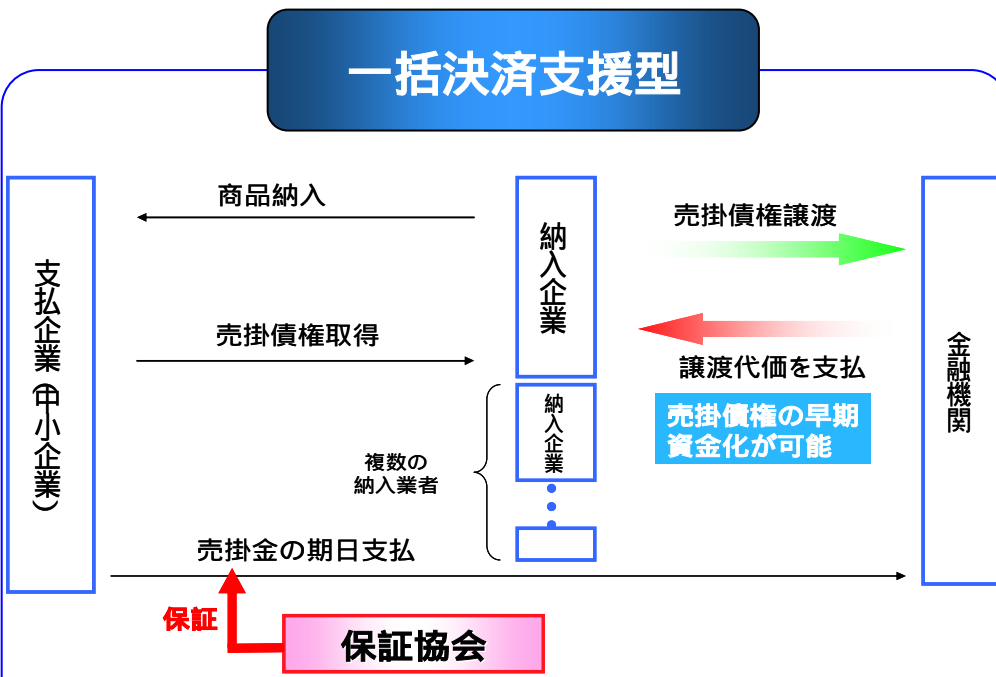 一括決済支援型
商品納入
売掛債権取得
支払企業(中小企業)
納入企業
納入企業
複数の
納入業者
売掛債権譲渡
譲渡代価を支払
売掛債権の早期
資金化が可能
金融機関
売掛金の期日支払
保証
保証協会